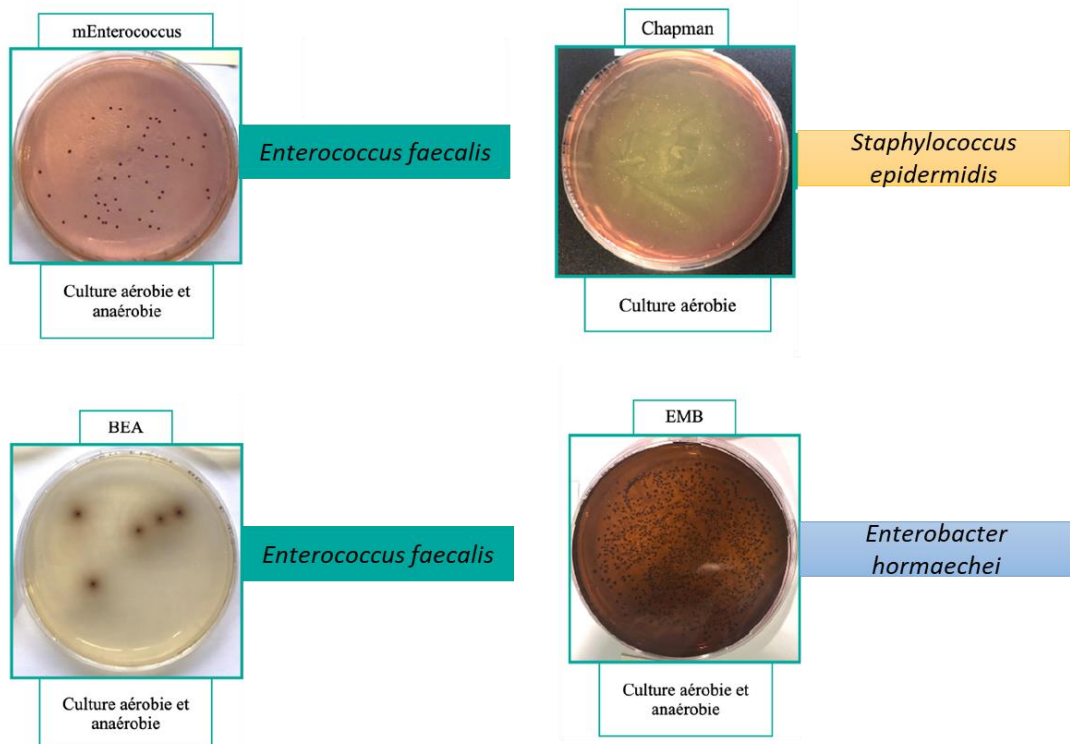 mEnterococcus
Enterococcus faecalis
Culture aérobie et
anaérobie
Chapman
Staphylococcus
epidermidis
Culture aérobie
BEA
Enterococcus faecalis
Culture aérobie et
anaérobie
EMB
Enterobacter
hormaechei
Culture aérobie et
anaérobie